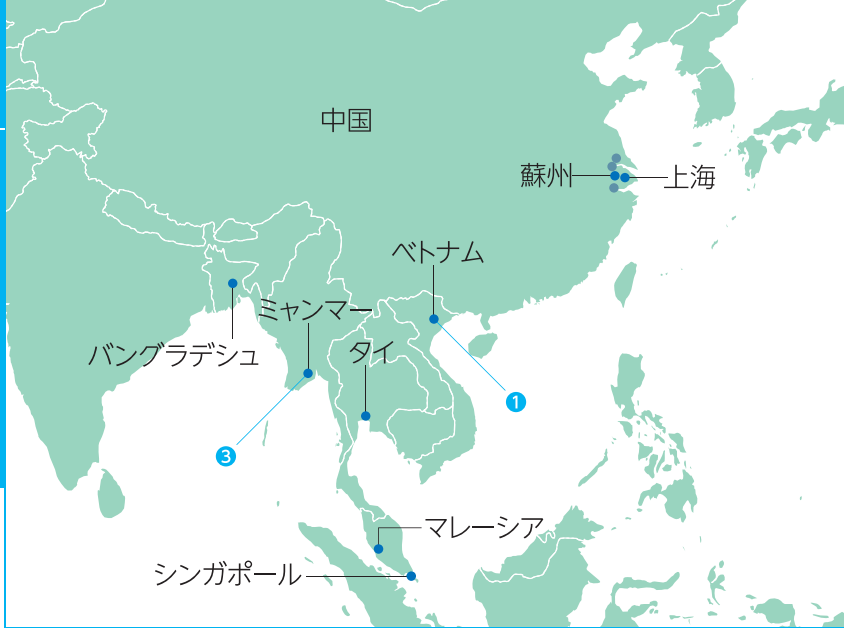 中国
蘇州
上海
ベトナム
ミャンマー
バングラデシュ
タイ
1
3
マレーシア
シンガポール